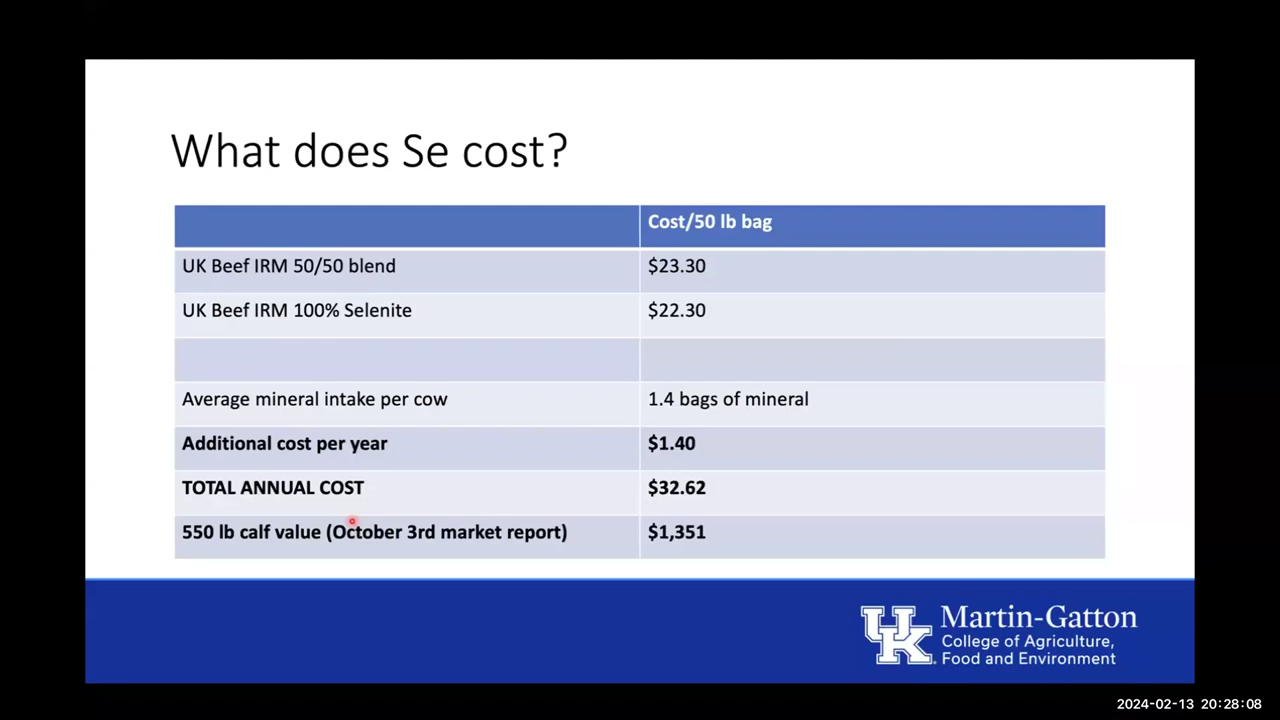 What does Se cost?
Cost/50 lb bag
UK Beef IRM 50/50 blend $23.30
UK Beef IRM 100% Selenite $22.30
Average mineral intake per cow 1.4 bags of mineral
Additional cost per year $1.40
TOTAL ANNUAL COST $32.62
550 lb calf value (October 3rd market report) $1,351
UK Martin-Gatton
College of Agriculture,
Food and Environment
2024-02-13 20:28:08